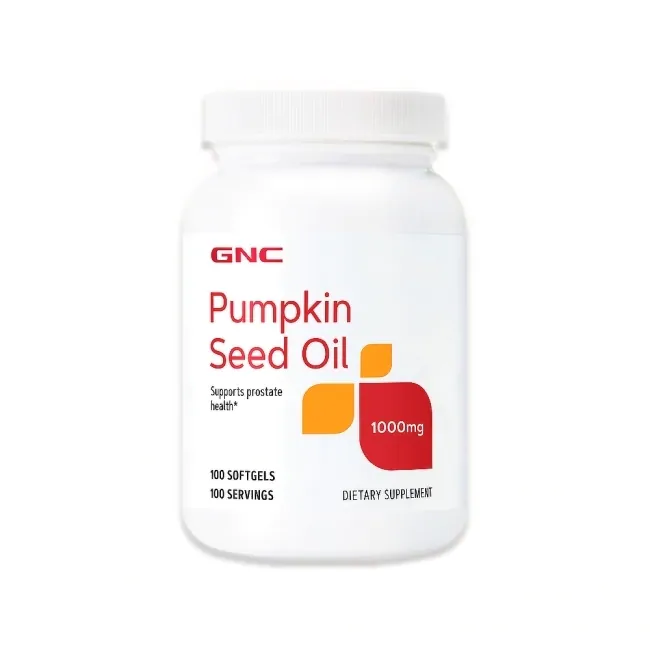 GNC
Pumpkin
Seed Oil
Supports prostate
health*
1000mg
100 SOFTGELS
100 SERVINGS
DIETARY SUPPLEMENT